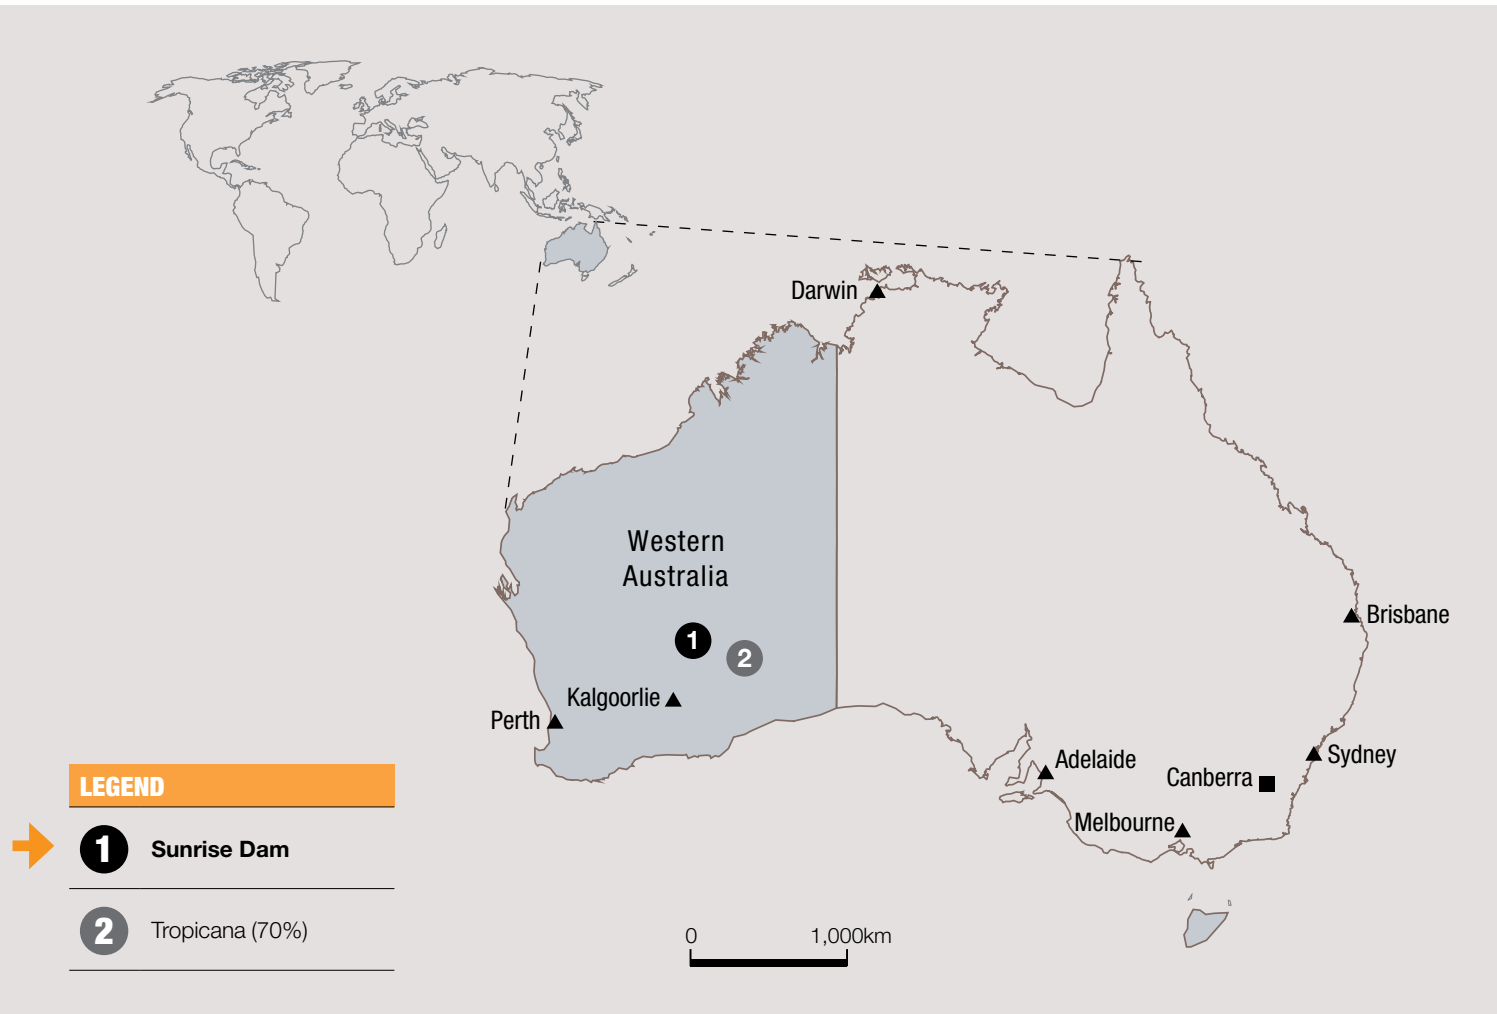 Darwin
Western
Australia
1
2
Brisbane
Kalgoorlie
Perth
Sydney
Adelaide
Canberra
Melbourne
LEGEND
1 Sunrise Dam
2 Tropicana (70%)
0 1,000km